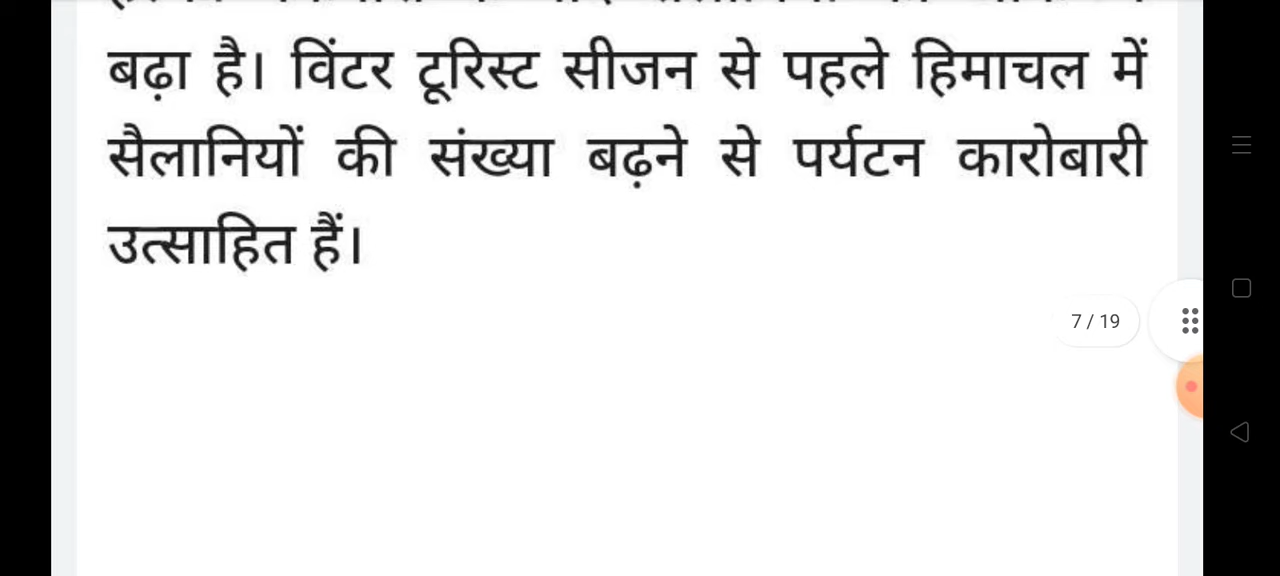 बढ़ा है। विंटर टूरिस्ट सीजन से पहले हिमाचल में
सैलानियों की संख्या बढ़ने से पर्यटन कारोबारी
उत्साहित हैं।
7 / 19